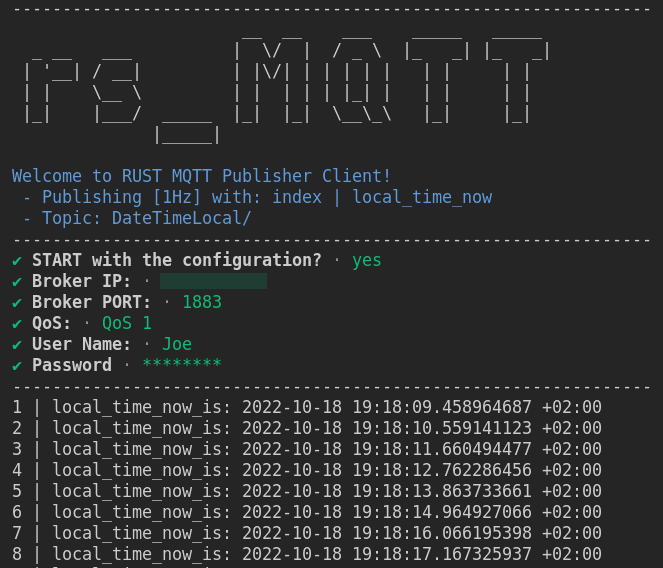 rs_MQTT
Welcome to RUST MQTT Publisher Client!
- Publishing [1Hz] with: index | local_time_now
- Topic: DateTimeLocal/
✔ START with the configuration? · yes
✔ Broker IP: ·
✔ Broker PORT: · 1883
✔ QoS: · QoS 1
✔ User Name: · Joe
✔ Password · ********
1 | local_time_now_is: 2022-10-18 19:18:09.458964687 +02:00
2 | local_time_now_is: 2022-10-18 19:18:10.559141123 +02:00
3 | local_time_now_is: 2022-10-18 19:18:11.660494477 +02:00
4 | local_time_now_is: 2022-10-18 19:18:12.762286456 +02:00
5 | local_time_now_is: 2022-10-18 19:18:13.863733661 +02:00
6 | local_time_now_is: 2022-10-18 19:18:14.964927066 +02:00
7 | local_time_now_is: 2022-10-18 19:18:16.066195398 +02:00
8 | local_time_now_is: 2022-10-18 19:18:17.167325937 +02:00